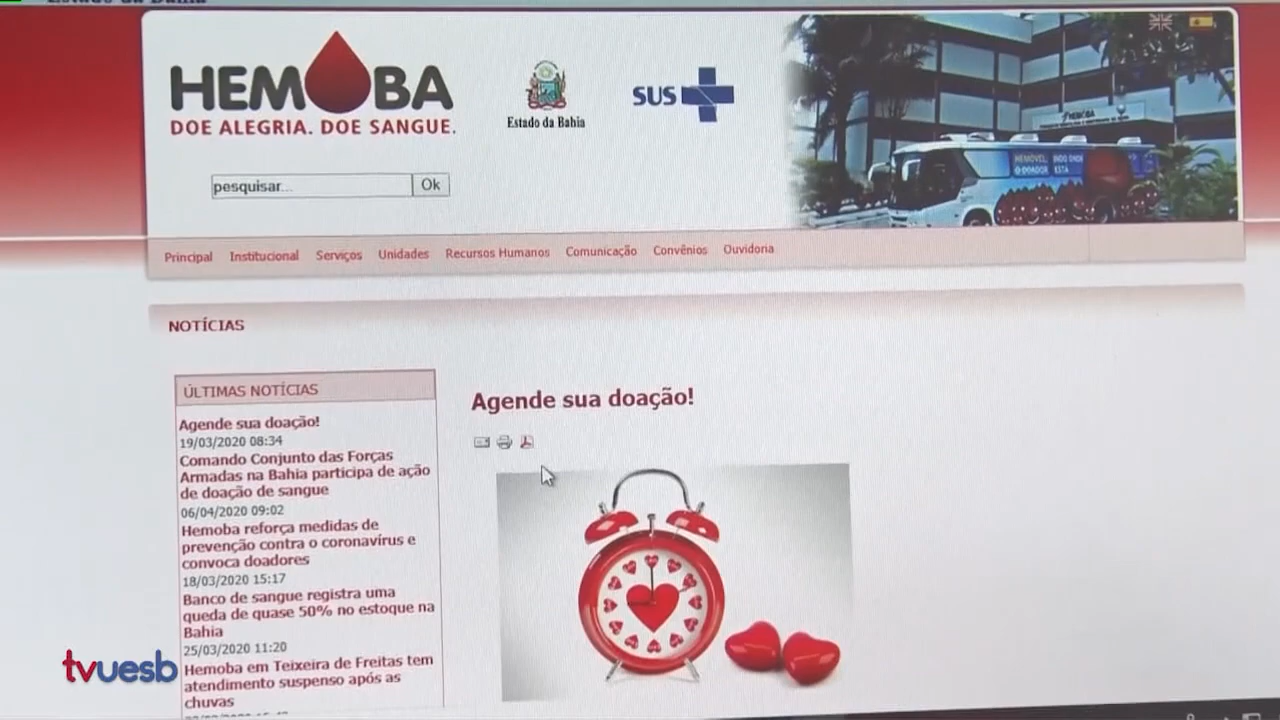 HEMOBA
DOE ALEGRIA. DOE SANGUE.
Estado da Bahia
SUS
HEMOBA
HEMÓVEL INDO ONDE
O DOADOR ESTÁ
pesquisar...
Ok
Principal Institucional Serviços Unidades Recursos Humanos Comunicação Convênios Ouvidoria
NOTÍCIAS
ÚLTIMAS NOTÍCIAS
Agende sua doação!
19/03/2020 08:34
Comando Conjunto das Forças
Armadas na Bahia participa de ação
de doação de sangue
06/04/2020 09:02
Hemoba reforça medidas de
prevenção contra o coronavírus e
convoca doadores
18/03/2020 15:17
Banco de sangue registra uma
queda de quase 50% no estoque na
Bahia
25/03/2020 11:20
Hemoba em Teixeira de Freitas tem
atendimento suspenso após as
chuvas
Agende sua doação!
tvuesb